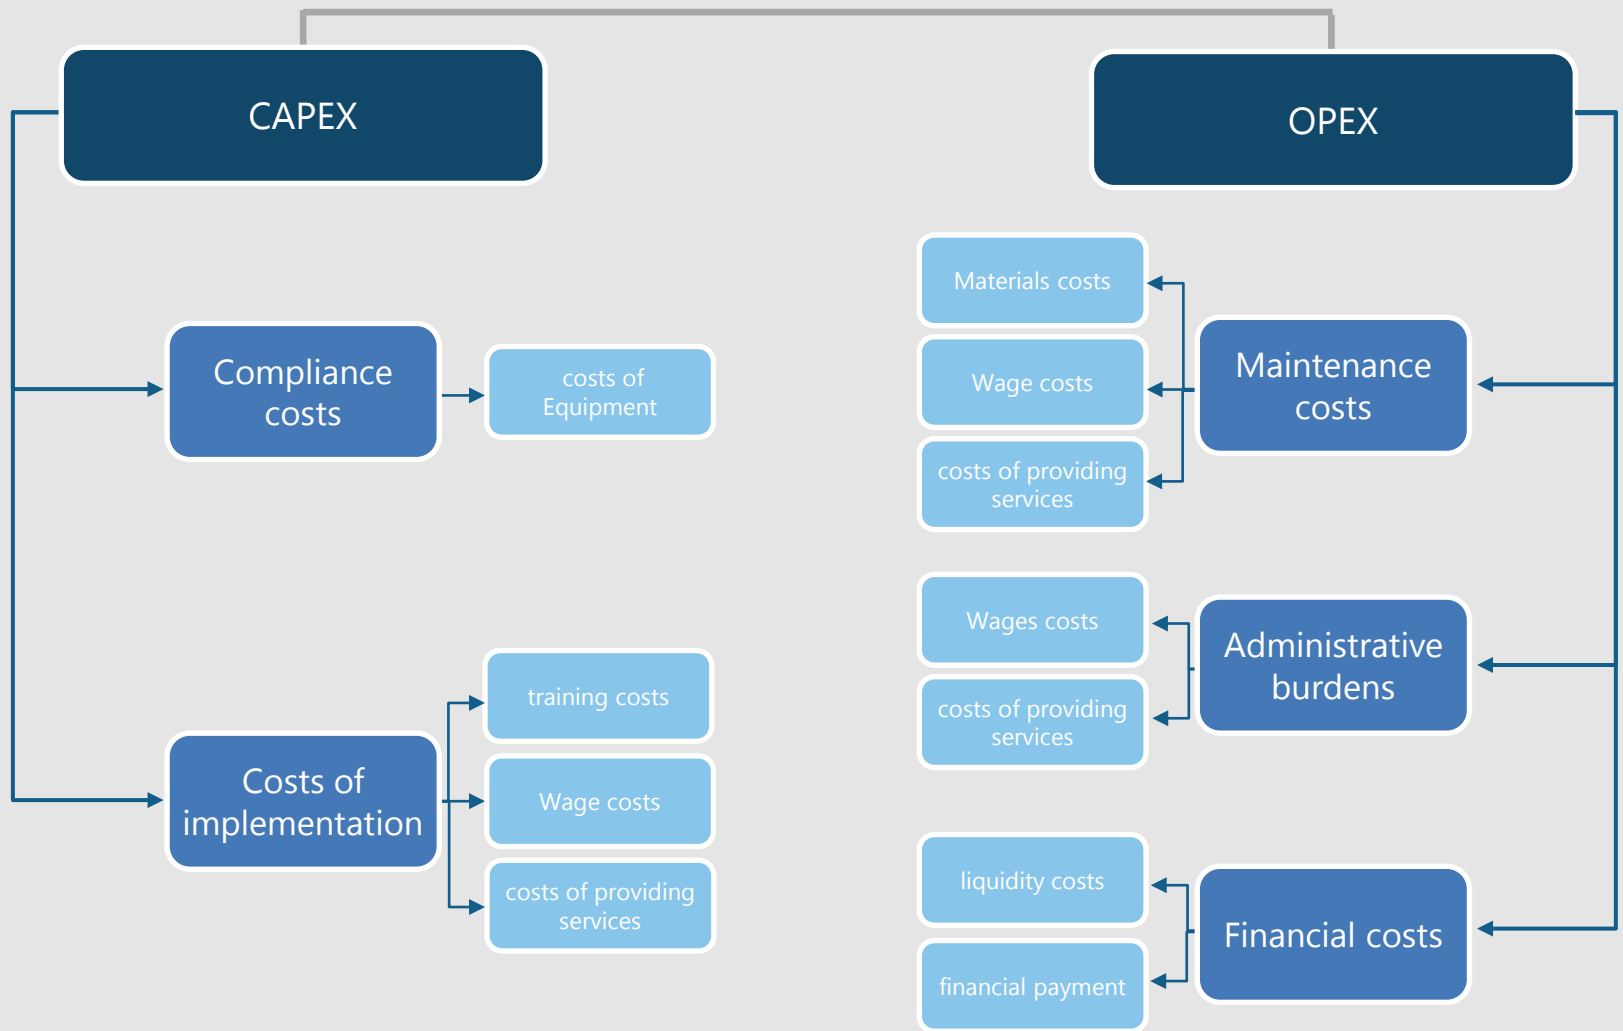 CAPEX
Compliance
costs
costs of
Equipment
Costs of
implementation
training costs
Wage costs
costs of providing
services
OPEX
Maintenance
costs
Materials costs
Wage costs
costs of providing
services
Administrative
burdens
Wages costs
costs of providing
services
Financial costs
liquidity costs
financial payment